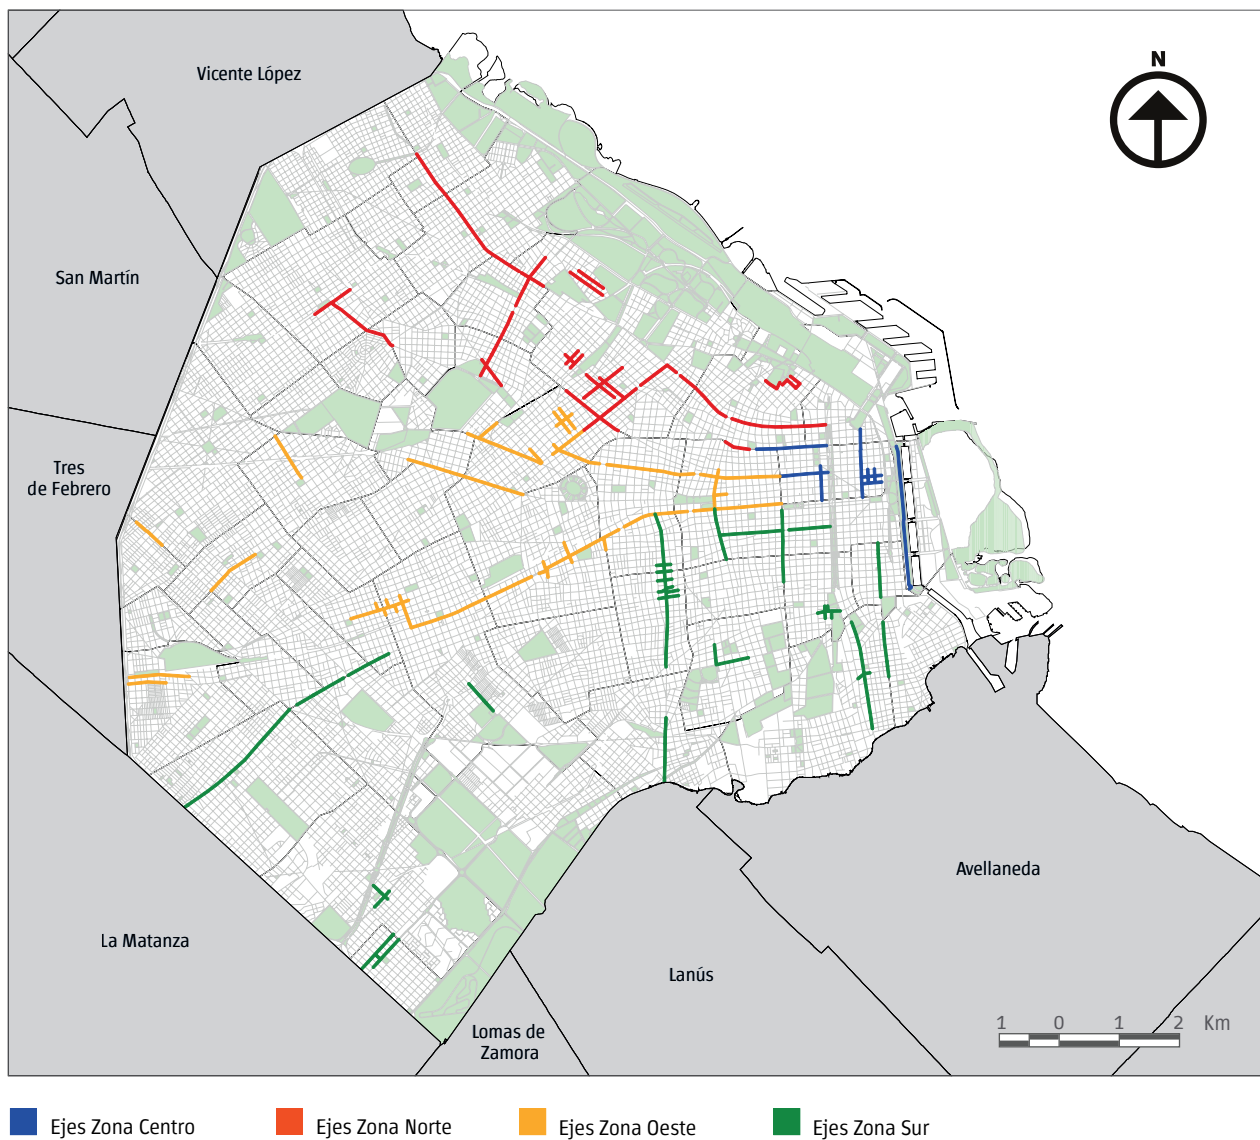 N
Vicente López
San Martín
Tres
de Febrero
Avellaneda
La Matanza
Lanús
Lomas de
Zamora
1 0 1 2 Km
Ejes Zona Centro
Ejes Zona Norte
Ejes Zona Oeste
Ejes Zona Sur